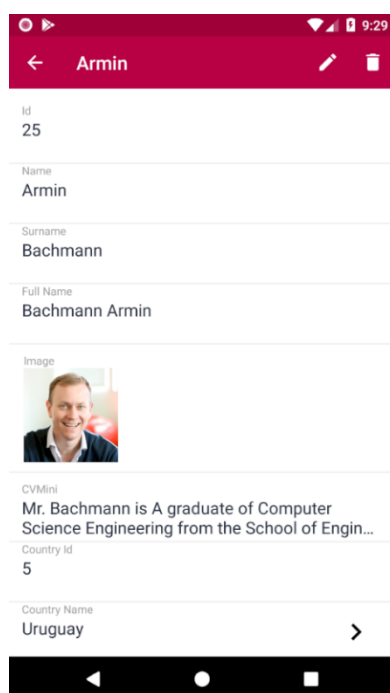 9:29
Armin
Id
25
Name
Armin
Surname
Bachmann
Full Name
Bachmann Armin
Image
CVMini
Mr. Bachmann is A graduate of Computer
Science Engineering from the School of Engin...
Country Id
5
Country Name
Uruguay